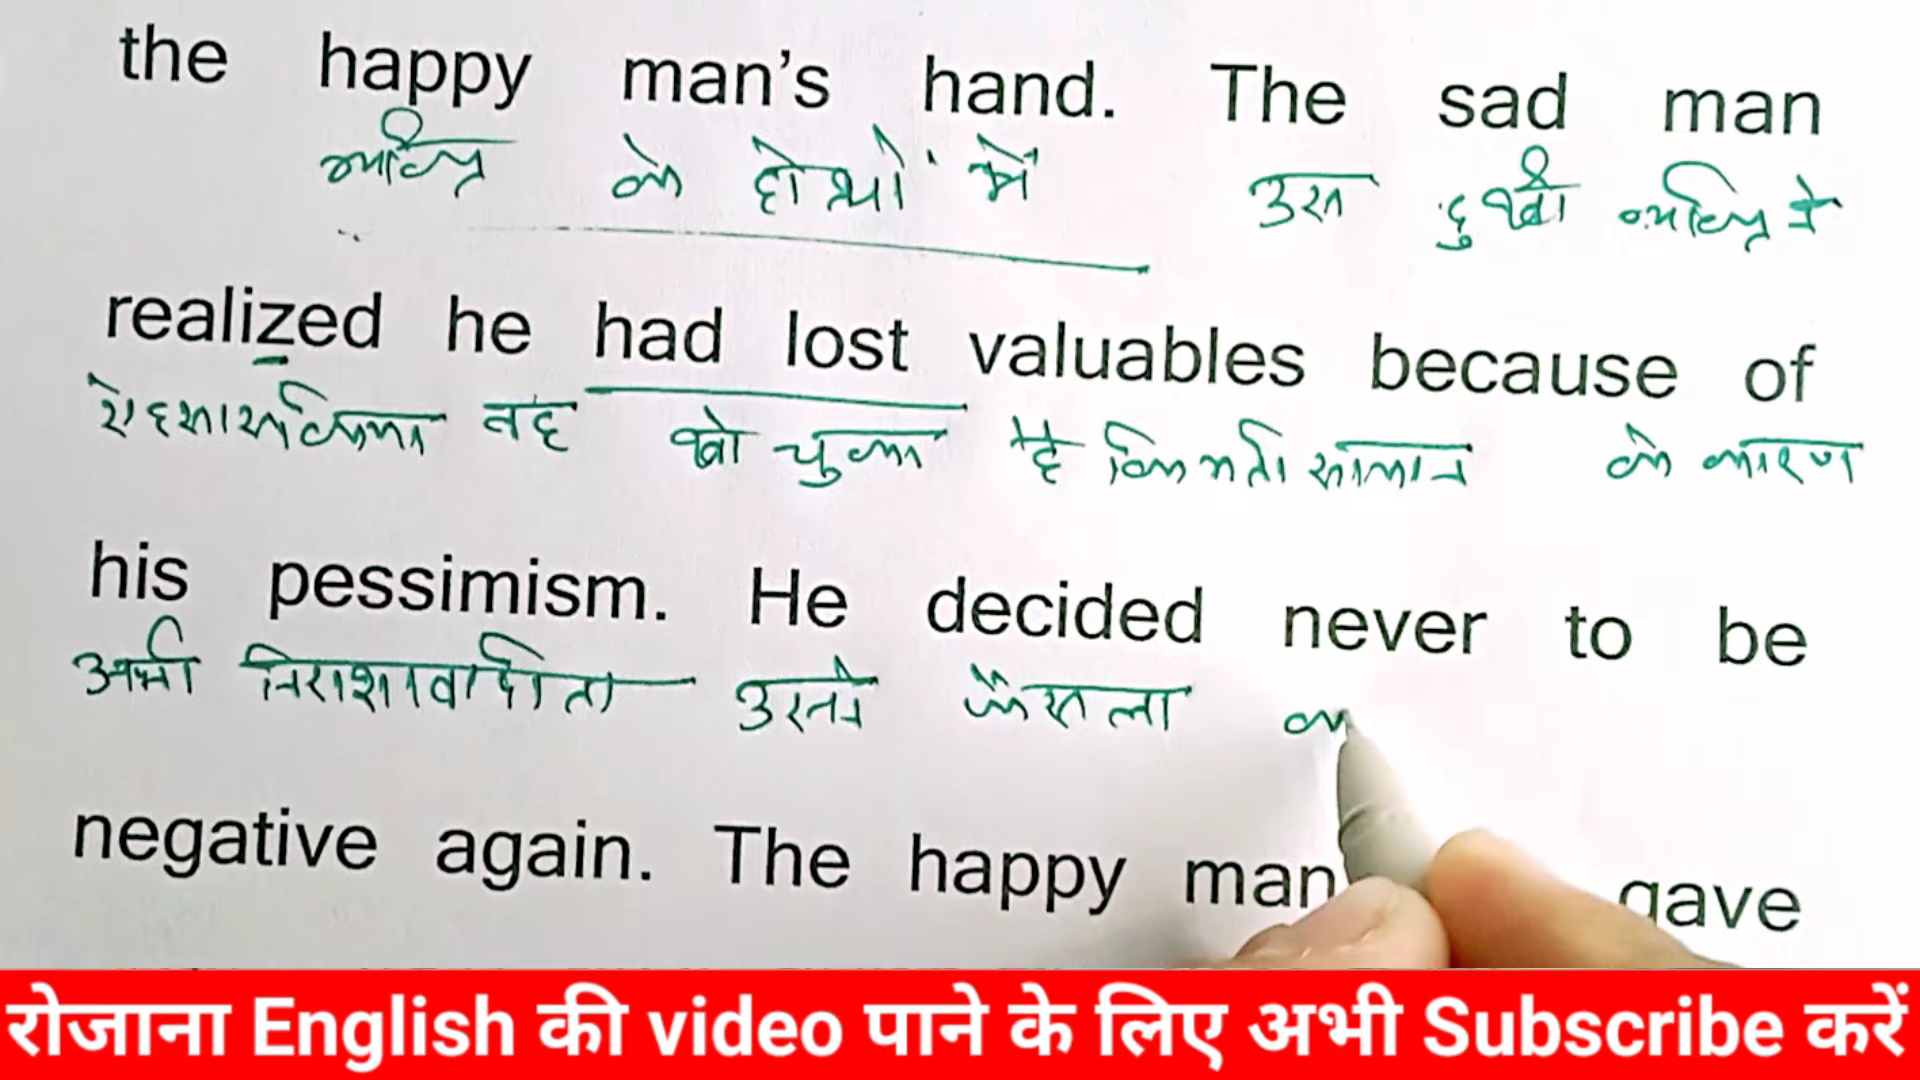 the happy man's hand. The sad man
व्यक्ति के हाथों में उस दुखी व्यक्ति ने
realized he had lost valuables because of
वह खो चुका है किमती सामान के कारण
his pessimism. He decided never to be
अपनी निराशावादीता उसने फैसला क
negative again. The happy man gave
रोजाना English की video पाने के लिए अभी Subscribe करें